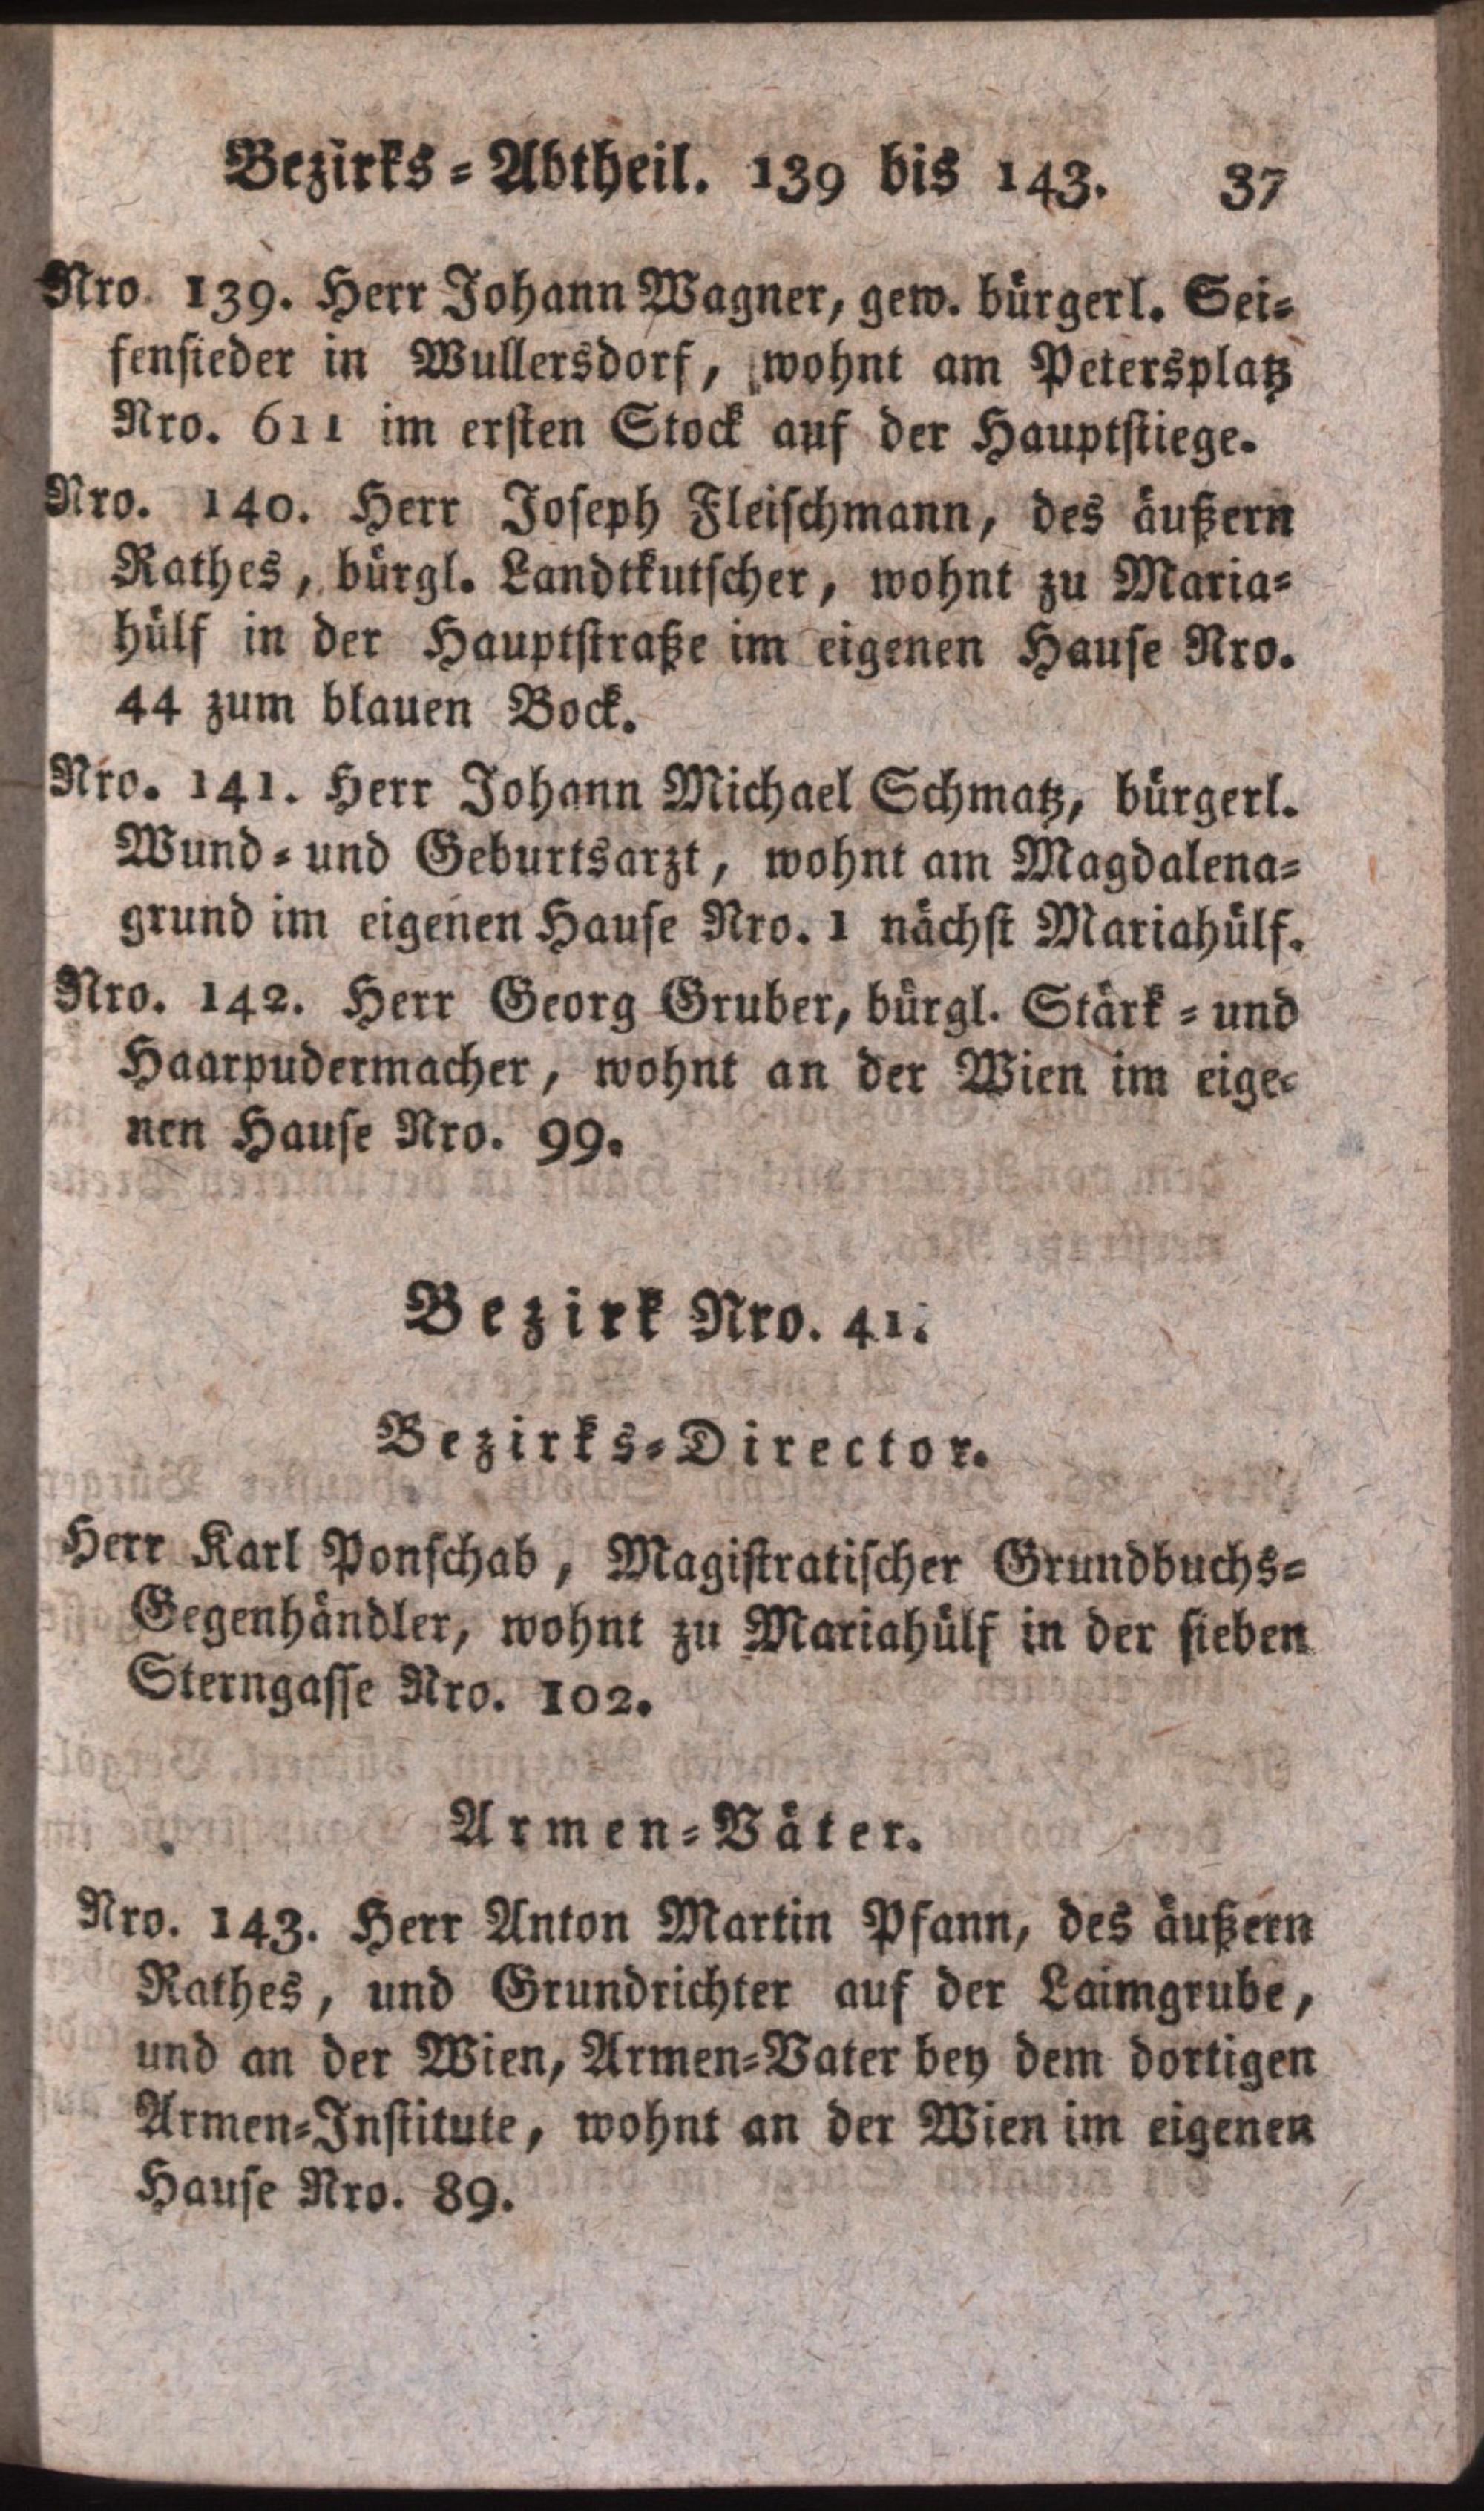 Bezirks-Abtheil. 139 bis 143. 37
Nro. 139. Herr Johann Wagner, gew. bürgerl. Sei-
fensieder in Wullersdorf, wohnt am Petersplatz
Nro. 611 im ersten Stock auf der Hauptstiege.
Nro. 140. Herr Joseph Fleischmann, des äußern
Rathes, bürgl. Landtkutscher, wohnt zu Maria-
hülf in der Hauptstraße im eigenen Hause Nro.
44 zum blauen Bock.
Nro. 141. Herr Johann Michael Schmatz, bürgerl.
Wund- und Geburtsarzt, wohnt am Magdalena-
grund im eigenen Hause Nro. 1 nächst Mariahülf.
Nro. 142. Herr Georg Gruber, bürgl. Stärk- und
Haarpudermacher, wohnt an der Wien im eige-
nen Hause Nro. 99.
Bezirk Nro. 41.
Bezirks-Director.
Herr Karl Ponschab, Magistratischer Grundbuchs-
Gegenhändler, wohnt zu Mariahülf in der sieben
Sterngasse Nro. 102.
Armen-Väter.
Nro. 143. Herr Anton Martin Pfann, des äußern
Rathes, und Grundrichter auf der Laimgrube,
und an der Wien, Armen-Vater bey dem dortigen
Armen-Institute, wohnt an der Wien im eigenen
Hause Nro. 89.